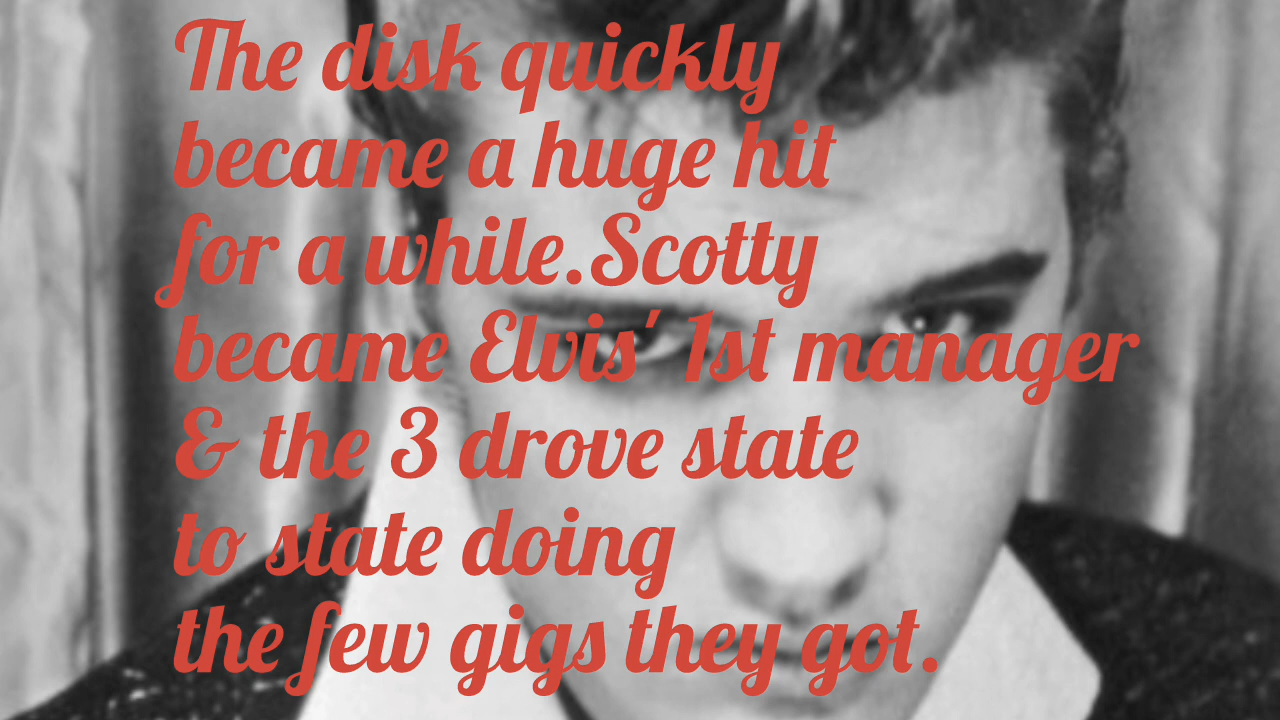 The disk quickly
became a huge hit
for a while.Scotty
became Elvis' 1st manager
& the 3 drove state
to state doing
the few gigs they got.